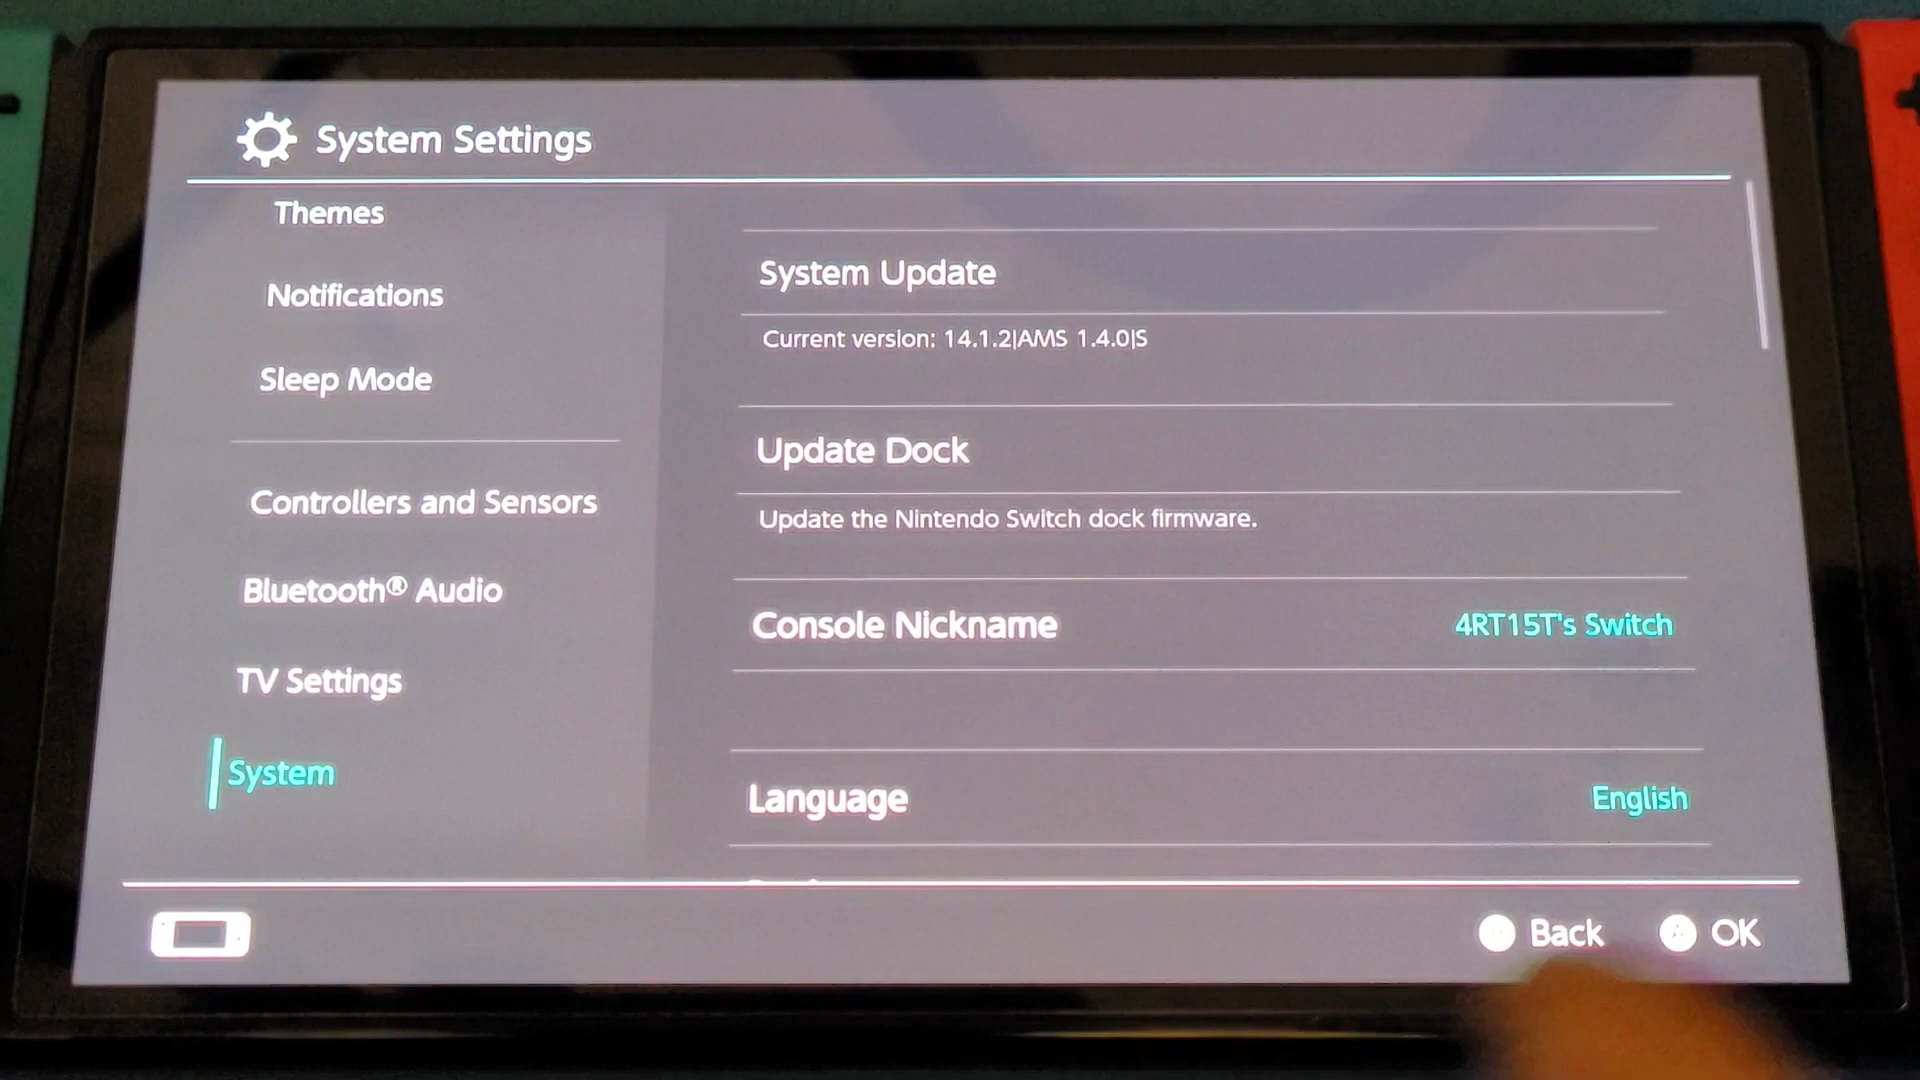 System Settings
Themes
Notifications
Sleep Mode
Controllers and Sensors
Bluetooth® Audio
TV Settings
System
System Update
Current version: 14.1.2|AMS 1.4.0|S
Update Dock
Update the Nintendo Switch dock firmware.
Console Nickname 4RT15T's Switch
Language English
Back
A OK